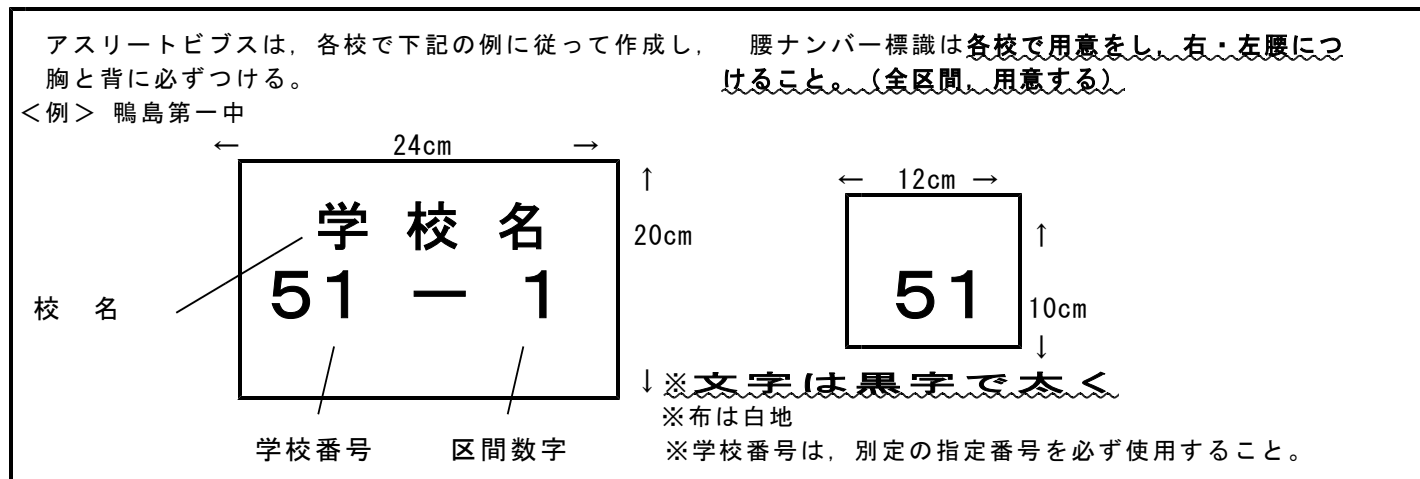 アスリートビブスは，各校で下記の例に従って作成し，
胸と背に必ずつける。
腰ナンバー標識は各校で用意をし，右・左腰につ
けること。（全区間，用意する）
＜例＞ 鴨島第一中
← 24cm →
学 校 名
51 － 1
↑
20cm
↓
校 名
学校番号
区間数字
← 12cm →
51
↑
10cm
↓
※文字は黒字で太く
※布は白地
※学校番号は，別定の指定番号を必ず使用すること。